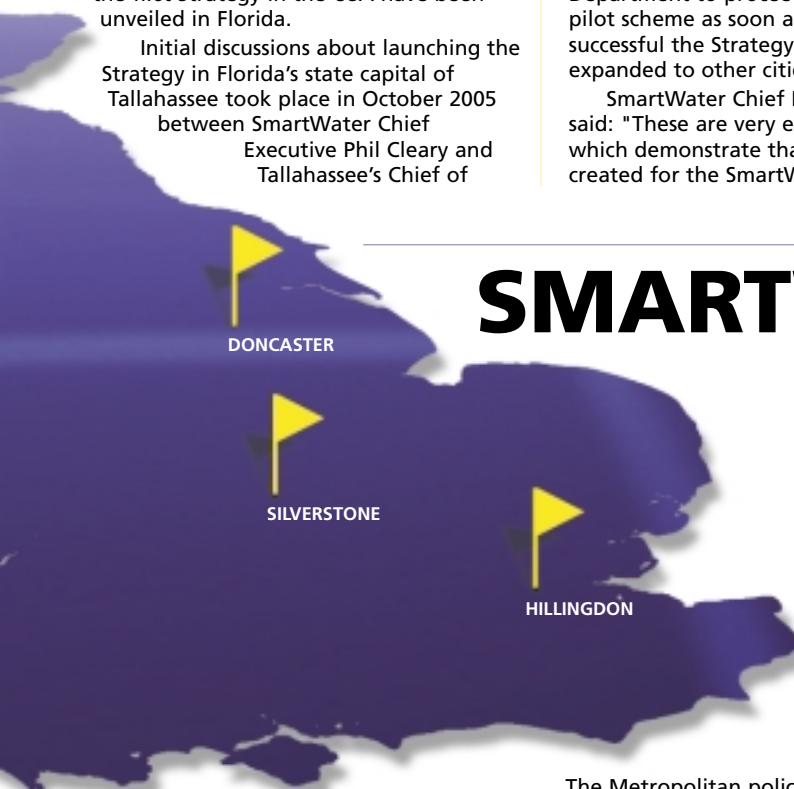 unveiled in Florida.
Initial discussions about launching the
Strategy in Florida's state capital of
Tallahassee took place in October 2005
between SmartWater Chief
Executive Phil Cleary and
Tallahassee's Chief of
pilot scheme as soon a
successful the Strategy
expanded to other citi
SmartWater Chief
said: "These are very e
which demonstrate tha
created for the SmartW
SMART
DONCASTER
SILVERSTONE
HILLINGDON
The Metropolitan polic